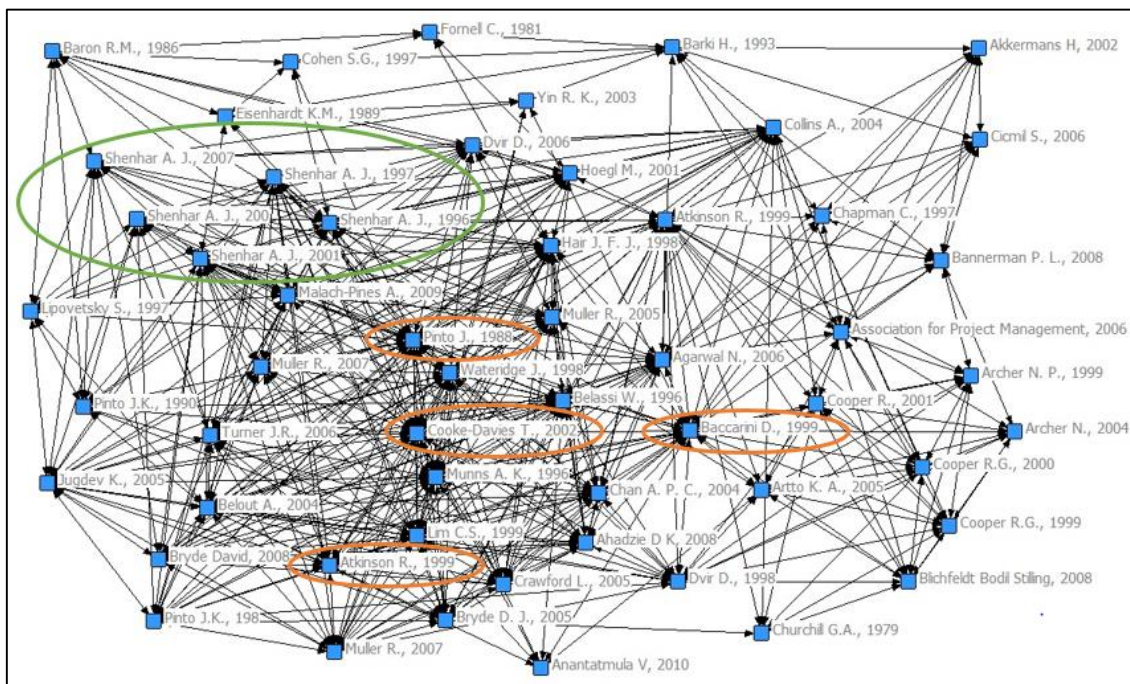 Fornell C., 1981
Baron R.M., 1986
Barki H., 1993
Akkermans H, 2002
Cohen S.G., 1997
Yin R. K., 2003
Eisenhardt K.M., 1989
Collins A., 2004
Cicmil S., 2006
Dvir D., 2006
Shenhar A. J., 2007
Hoegl M., 2001
Shenhar A. J., 1997
Chapman C., 1997
Shenhar A. J., 200
Shenhar A. J., 1996
Atkinson R., 1999
Hair J. F. J., 1998
Shenhar A. J., 2001
Bannerman P. L., 2008
Malach-Pines A., 2009
Lipovetsky S., 1997
Muller R., 2005
Association for Project Management, 2006
Pinto J., 1988
Agarwal N., 2006
Muller R., 2007
Wateridge J., 1998
Archer N. P., 1999
Belassi W., 1996
Cooper R., 2001
Pinto J.K., 1990
Baccarini D., 1999
Archer N., 2004
Turner J.R., 2006
Cooke-Davies T., 2002
Cooper R.G., 2000
Munns A. K., 1996
Jugdev K., 2005
Artto K. A., 2005
Chan A. P. C., 2004
Belout A., 2004
Cooper R.G., 1999
Lim C.S., 1999
Ahadzie D K, 2008
Bryde David, 2008
Atkinson R., 1999
Crawford L., 2005
Dvir D., 1998
Blichfeldt Bodil Stiling, 2008
Pinto J.K., 198
Bryde D. J., 2005
Churchill G.A., 1979
Muller R., 2007
Anantatmula V, 2010